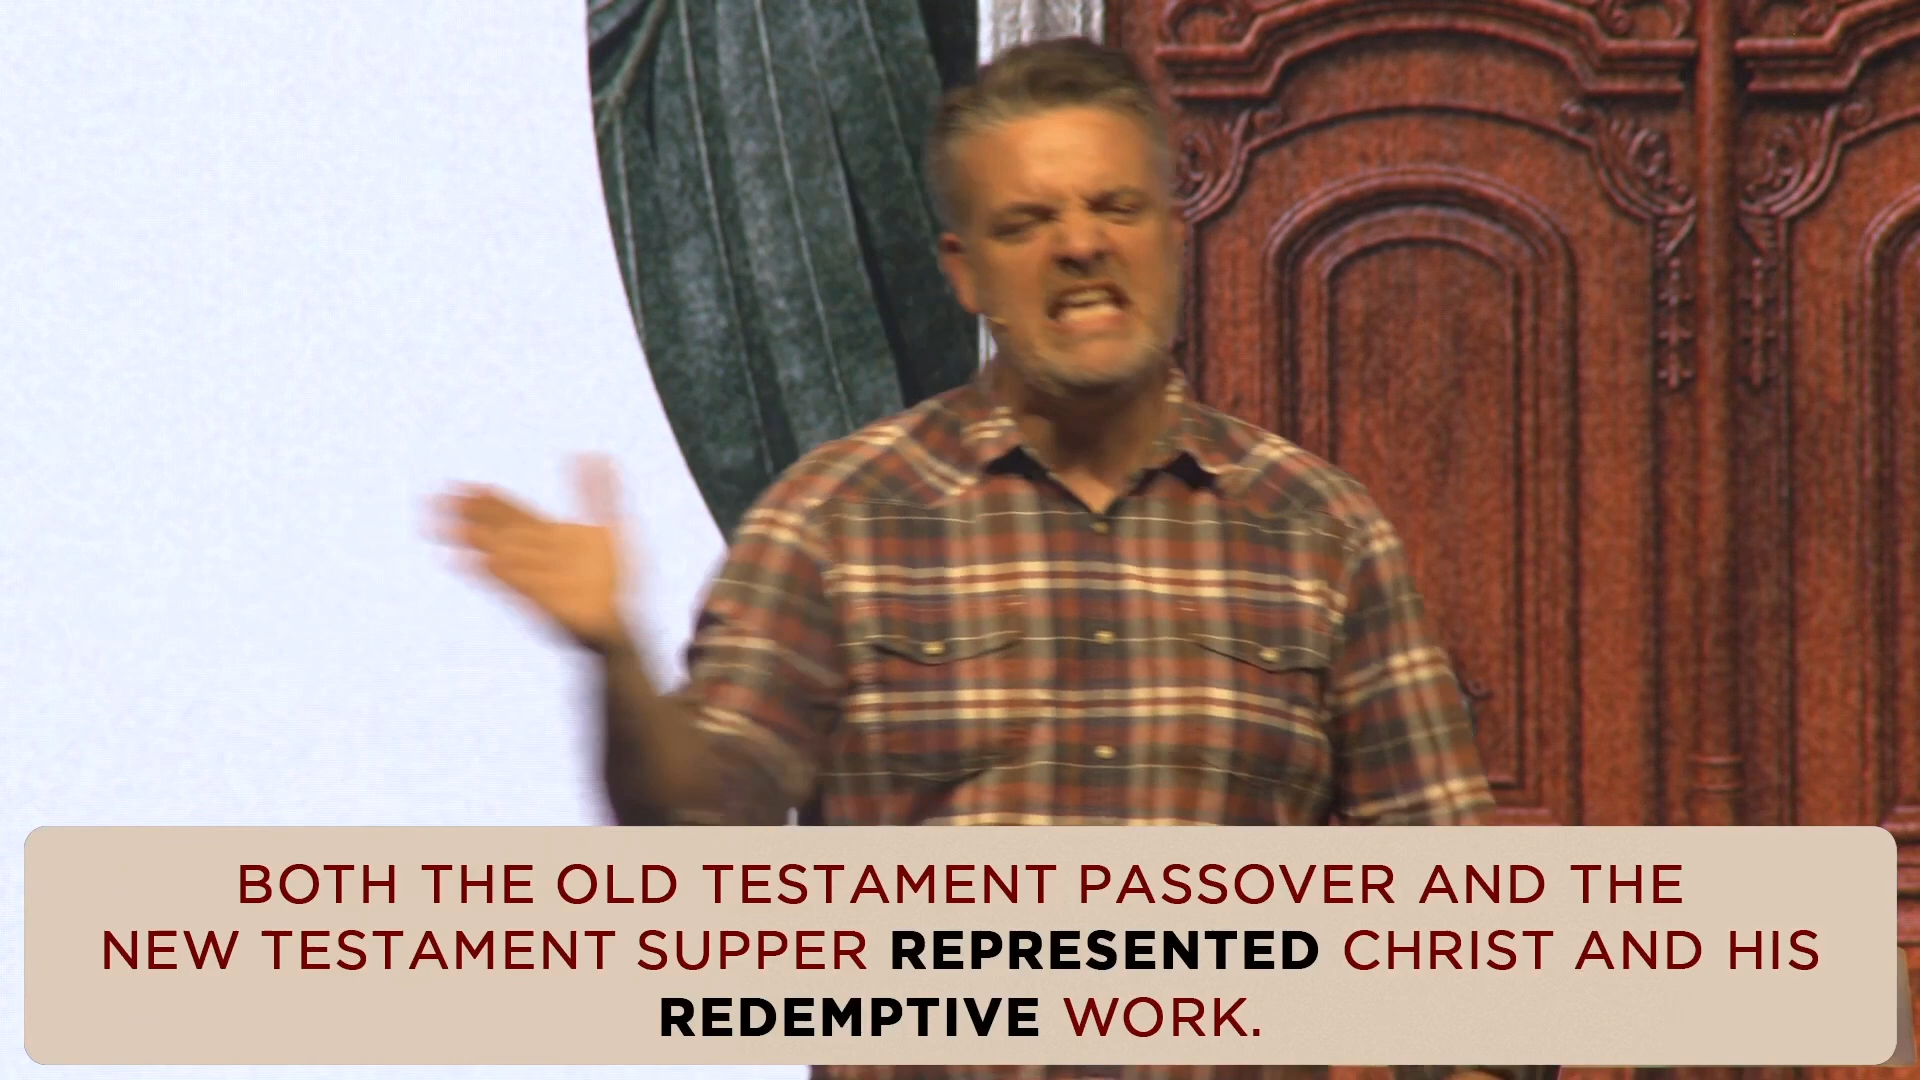 BOTH THE OLD TESTAMENT PASSOVER AND THE
NEW TESTAMENT SUPPER REPRESENTED CHRIST AND HIS
REDEMPTIVE WORK.